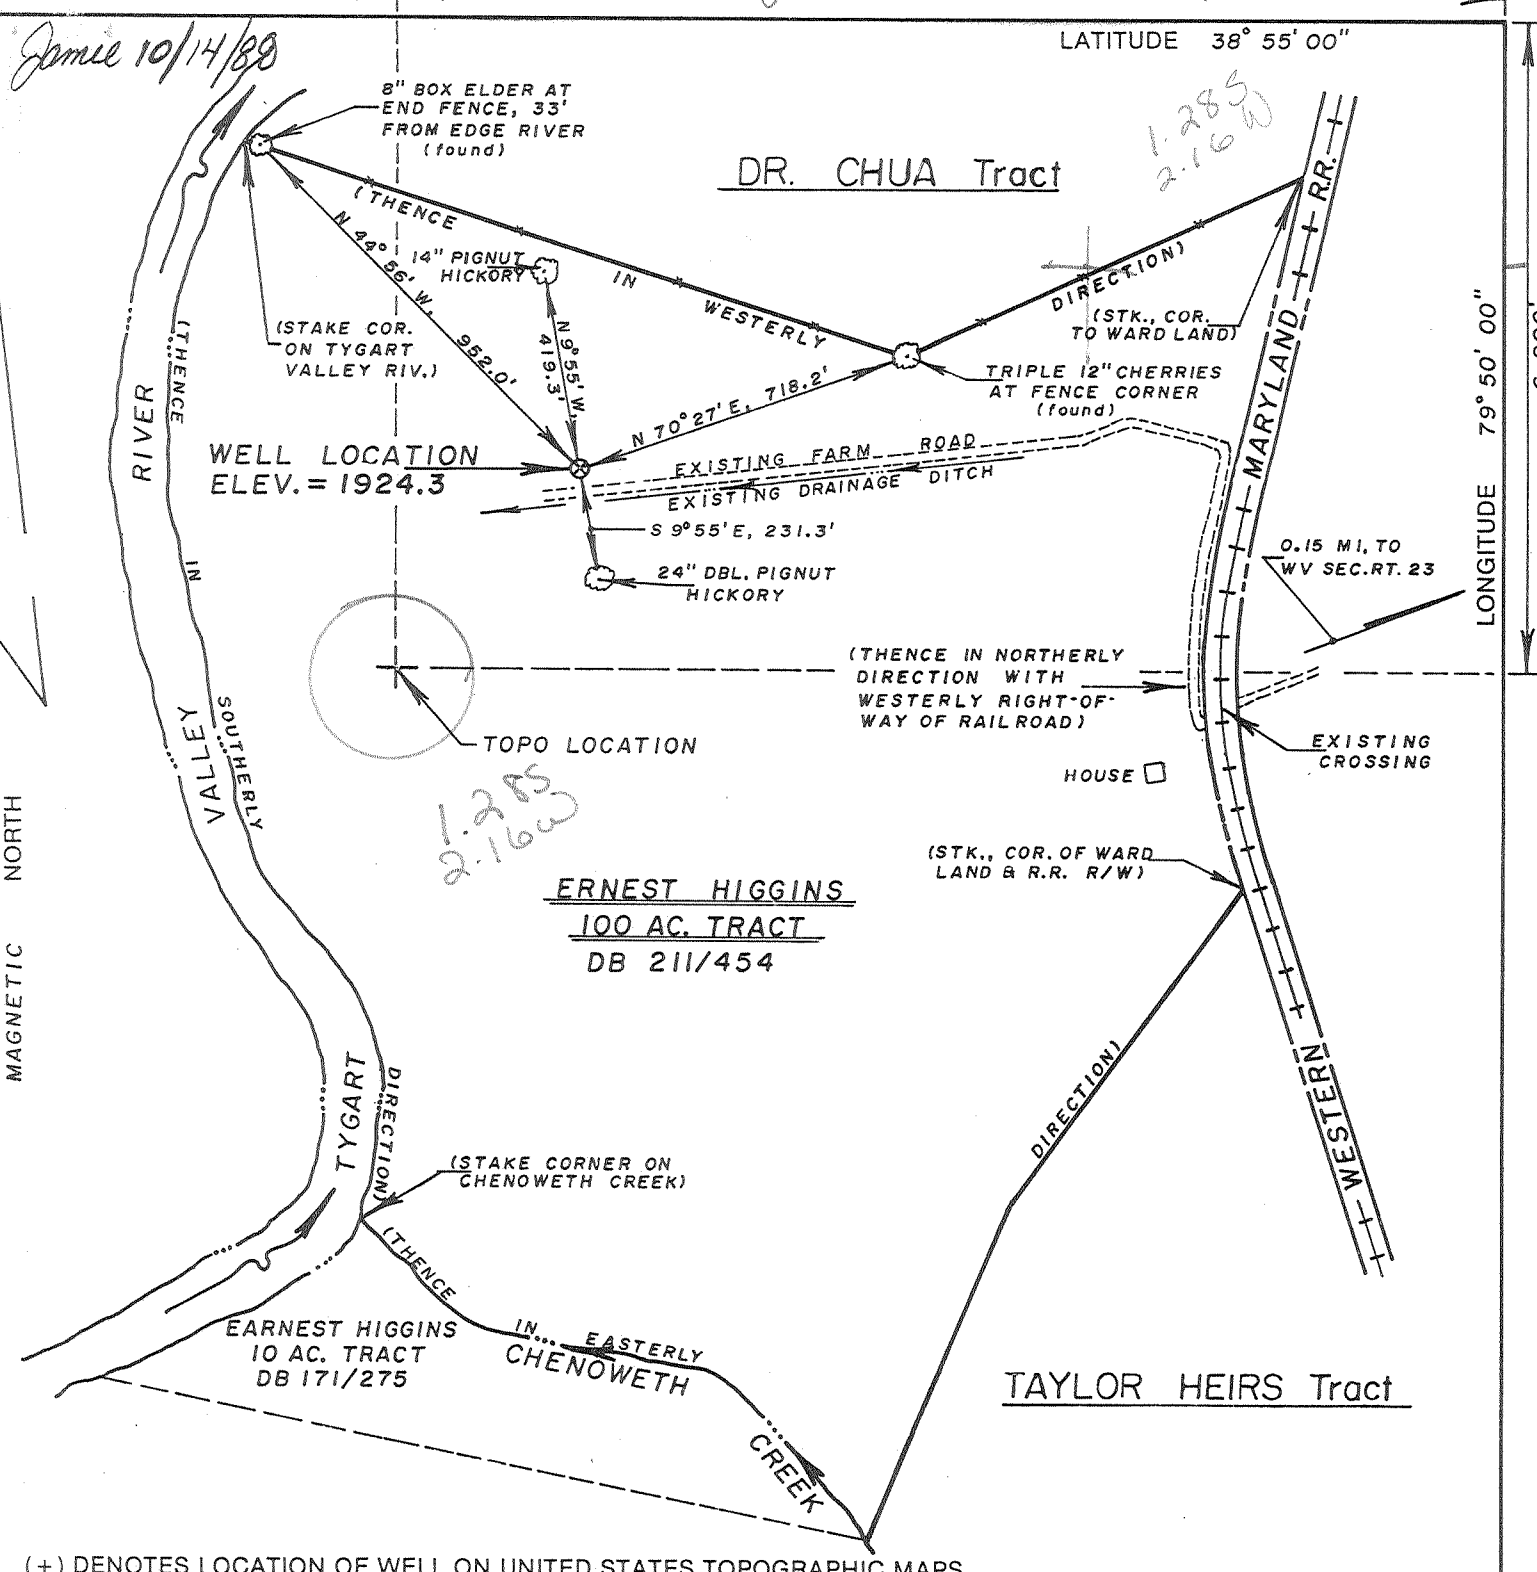 Jamie 10/14/88
LATITUDE 38° 55' 00"
8" BOX ELDER AT
END FENCE, 33'
FROM EDGE RIVER
(found)
1.28S
2.16W
DR. CHUA Tract
(THENCE
IN
WESTERLY
DIRECTION)
N 44° 56' W,
952.0'
14" PIGNUT
HICKORY
N 9° 55' W,
419.3'
(STAKE COR.
ON TYGART
VALLEY RIV.)
(STK., COR.
TO WARD LAND)
TRIPLE 12" CHERRIES
AT FENCE CORNER
(found)
N 70° 27' E, 718.2'
WELL LOCATION
ELEV. = 1924.3
EXISTING FARM ROAD
EXISTING DRAINAGE DITCH
S 9° 55' E, 231.3'
24" DBL. PIGNUT
HICKORY
MARYLAND R.R.
LONGITUDE 79° 50' 00"
0.15 MI. TO
WV SEC. RT. 23
(THENCE IN NORTHERLY
DIRECTION WITH
WESTERLY RIGHT-OF-
WAY OF RAILROAD)
TOPO LOCATION
EXISTING
CROSSING
HOUSE
1.28S
2.16W
(STK., COR. OF WARD
LAND & R.R. R/W)
ERNEST HIGGINS
100 AC. TRACT
DB 211/454
MAGNETIC NORTH
TYGART VALLEY RIVER
(THENCE
IN
SOUTHERLY
DIRECTION)
WESTERN
DIRECTION)
(STAKE CORNER ON
CHENOWETH CREEK)
(THENCE
IN
EASTERLY
CHENOWETH
CREEK
EARNEST HIGGINS
10 AC. TRACT
DB 171/275
TAYLOR HEIRS Tract
(+) DENOTES LOCATION OF WELL ON UNITED STATES TOPOGRAPHIC MAPS